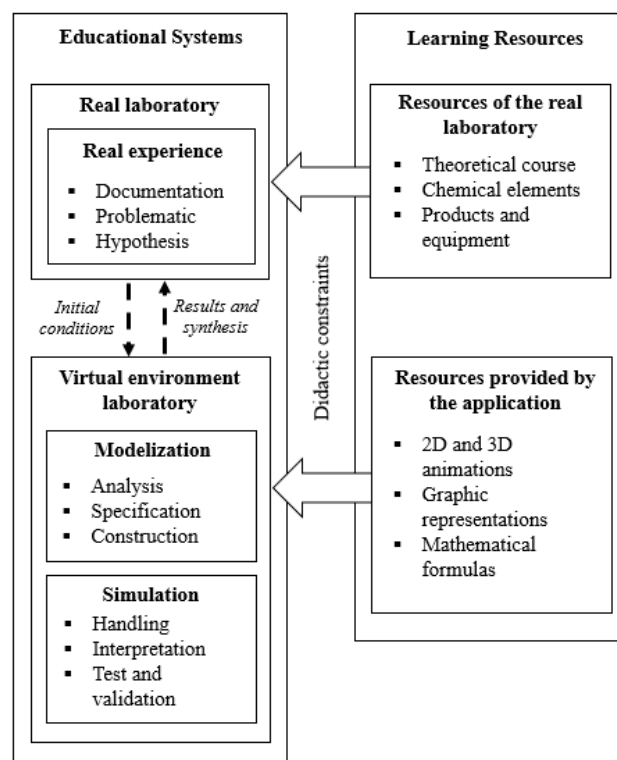 Educational Systems
Real laboratory
Real experience
▪ Documentation
▪ Problematic
▪ Hypothesis
Initial
conditions
Results and
synthesis
Virtual environment
laboratory
Modelization
▪ Analysis
▪ Specification
▪ Construction
Simulation
▪ Handling
▪ Interpretation
▪ Test and
validation
Didactic constraints
Learning Resources
Resources of the real
laboratory
▪ Theoretical course
▪ Chemical elements
▪ Products and
equipment
Resources provided by
the application
▪ 2D and 3D
animations
▪ Graphic
representations
▪ Mathematical
formulas